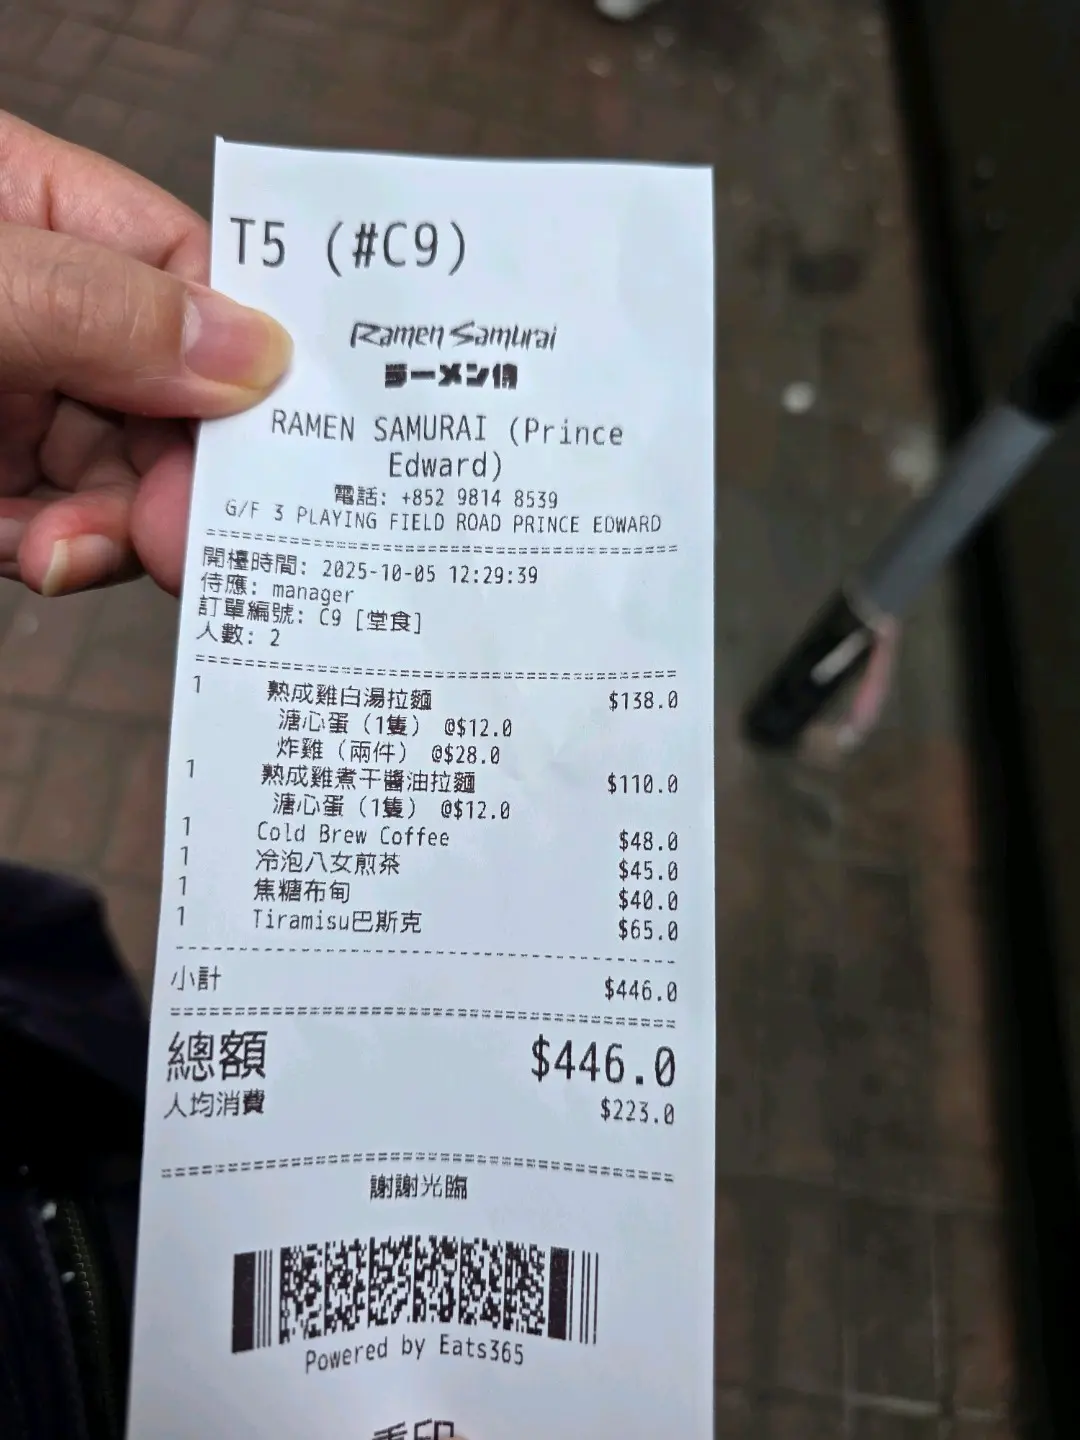 T5 (#C9)
Ramen Samurai
ラーメン侍
RAMEN SAMURAI (Prince
Edward)
電話: +852 9814 8539
G/F 3 PLAYING FIELD ROAD PRINCE EDWARD
開檯時間: 2025-10-05 12:29:39
侍應: manager
訂單編號: C9 [堂食]
人數: 2
1 熟成雞白湯拉麵 $138.0
溏心蛋 (1隻) @$12.0
炸雞 (兩件) @$28.0
1 熟成雞煮干醬油拉麵 $110.0
溏心蛋 (1隻) @$12.0
1 Cold Brew Coffee $48.0
1 冷泡八女煎茶 $45.0
1 焦糖布甸 $40.0
1 Tiramisu巴斯克 $65.0
小計 $446.0
總額 $446.0
人均消費 $223.0
謝謝光臨
Powered by Eats365
重印